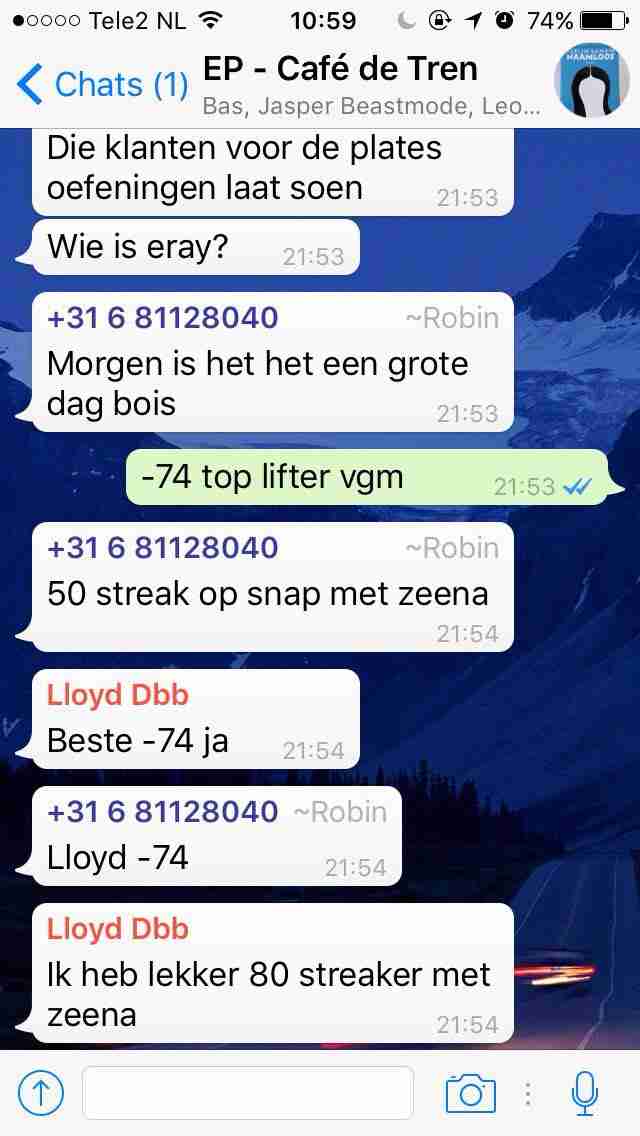 Tele2 NL 10:59 74%
Chats (1) EP - Café de Tren
Bas, Jasper Beastmode, Leo...
NAAMLOOS
Die klanten voor de plates
oefeningen laat soen 21:53
Wie is eray? 21:53
+31 6 81128040 ~Robin
Morgen is het het een grote
dag bois 21:53
-74 top lifter vgm 21:53
+31 6 81128040 ~Robin
50 streak op snap met zeena
21:54
Lloyd Dbb
Beste -74 ja 21:54
+31 6 81128040 ~Robin
Lloyd -74 21:54
Lloyd Dbb
Ik heb lekker 80 streaker met
zeena 21:54